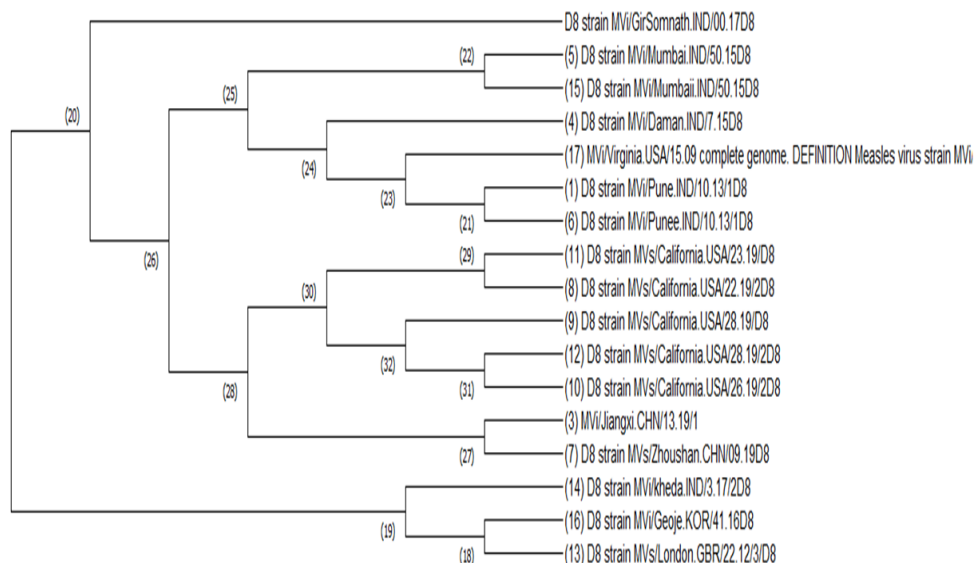 D8 strain MVi/GirSomnath.IND/00.17D8
(22)
(5) D8 strain MVi/Mumbai.IND/50.15D8
(15) D8 strain MVi/Mumbaii.IND/50.15D8
(25)
(20)
(4) D8 strain MVi/Daman.IND/7.15D8
(24)
(17) MVi/Virginia.USA/15.09 complete genome. DEFINITION Measles virus strain MVi/
(23)
(1) D8 strain MVi/Pune.IND/10.13/1D8
(21)
(6) D8 strain MVi/Punee.IND/10.13/1D8
(26)
(29)
(11) D8 strain MVs/California.USA/23.19/D8
(30)
(8) D8 strain MVs/California.USA/22.19/2D8
(9) D8 strain MVs/California.USA/28.19/D8
(32)
(12) D8 strain MVs/California.USA/28.19/2D8
(28)
(31)
(10) D8 strain MVs/California.USA/26.19/2D8
(3) MVi/Jiangxi.CHN/13.19/1
(27)
(7) D8 strain MVs/Zhoushan.CHN/09.19D8
(14) D8 strain MVi/kheda.IND/3.17/2D8
(19)
(16) D8 strain MVi/Geoje.KOR/41.16D8
(18)
(13) D8 strain MVs/London.GBR/22.12/3/D8